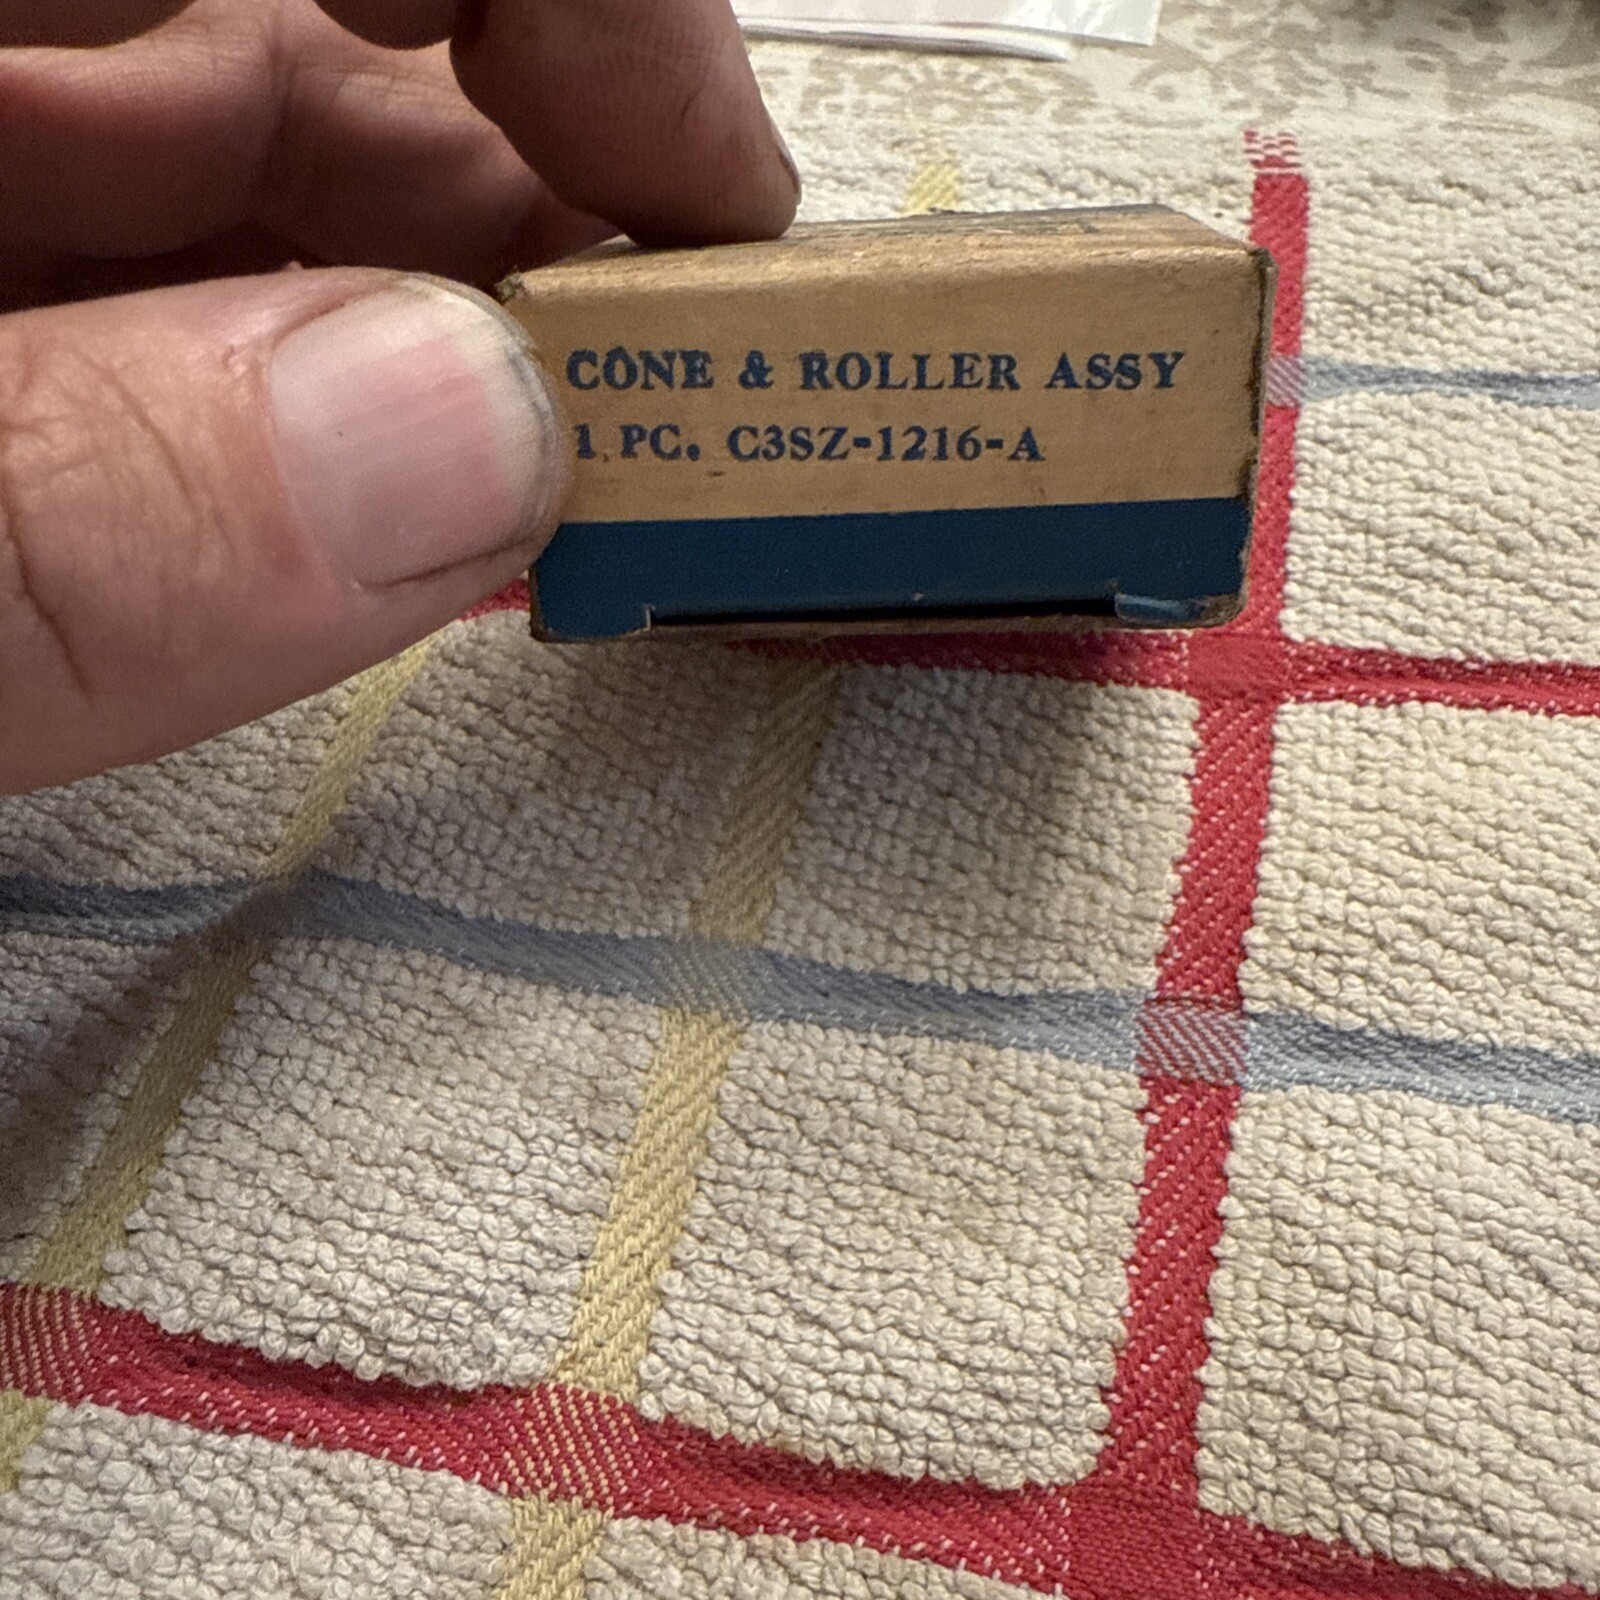 CONE & ROLLER ASSY
1 PC. C3SZ-1216-A